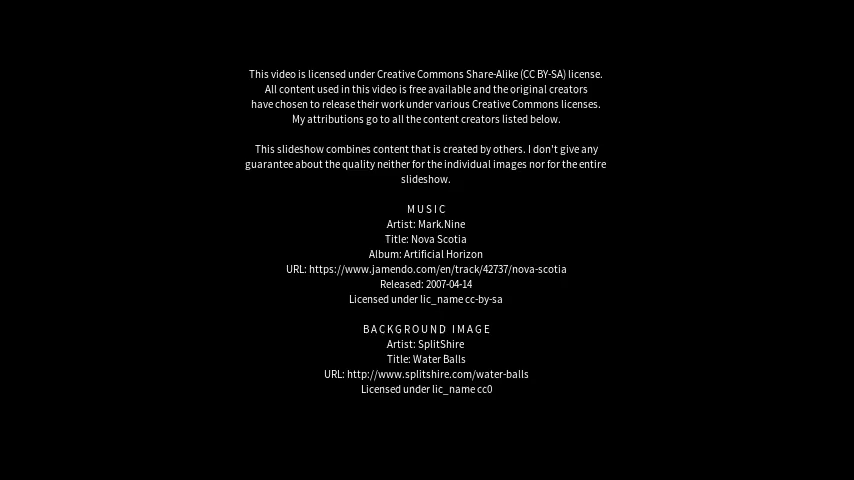 This video is licensed under Creative Commons Share-Alike (CC BY-SA) license.
All content used in this video is free available and the original creators
have chosen to release their work under various Creative Commons licenses.
My attributions go to all the content creators listed below.
This slideshow combines content that is created by others. I don't give any
guarantee about the quality neither for the individual images nor for the entire
slideshow.
MUSIC
Artist: Mark.Nine
Title: Nova Scotia
Album: Artificial Horizon
URL: https://www.jamendo.com/en/track/42737/nova-scotia
Released: 2007-04-14
Licensed under lic_name cc-by-sa
BACKGROUND IMAGE
Artist: SplitShire
Title: Water Balls
URL: http://www.splitshire.com/water-balls
Licensed under lic_name cc0